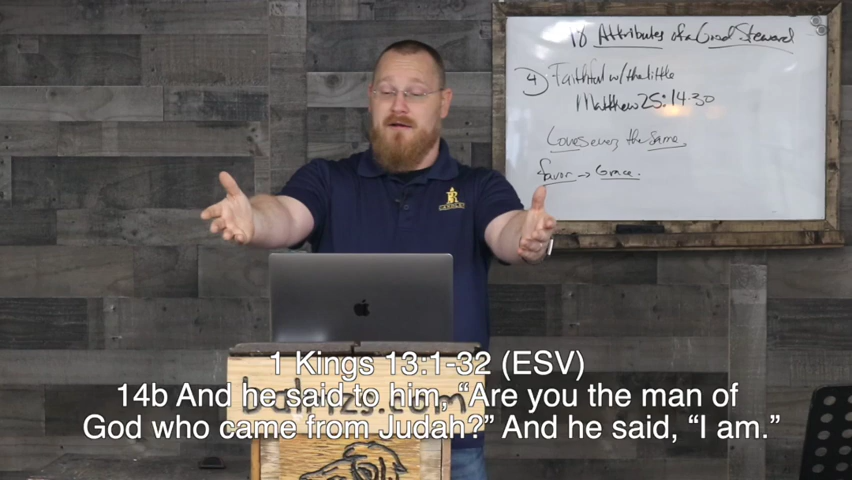 18 Attributes of a Good Steward
4) Faithful w/ the little
Matthew 25:14-30
Loves every the Same.
favor → Grace.
1 Kings 13:1-32 (ESV)
14b And he said to him, “Are you the man of
God who came from Judah?” And he said, “I am.”